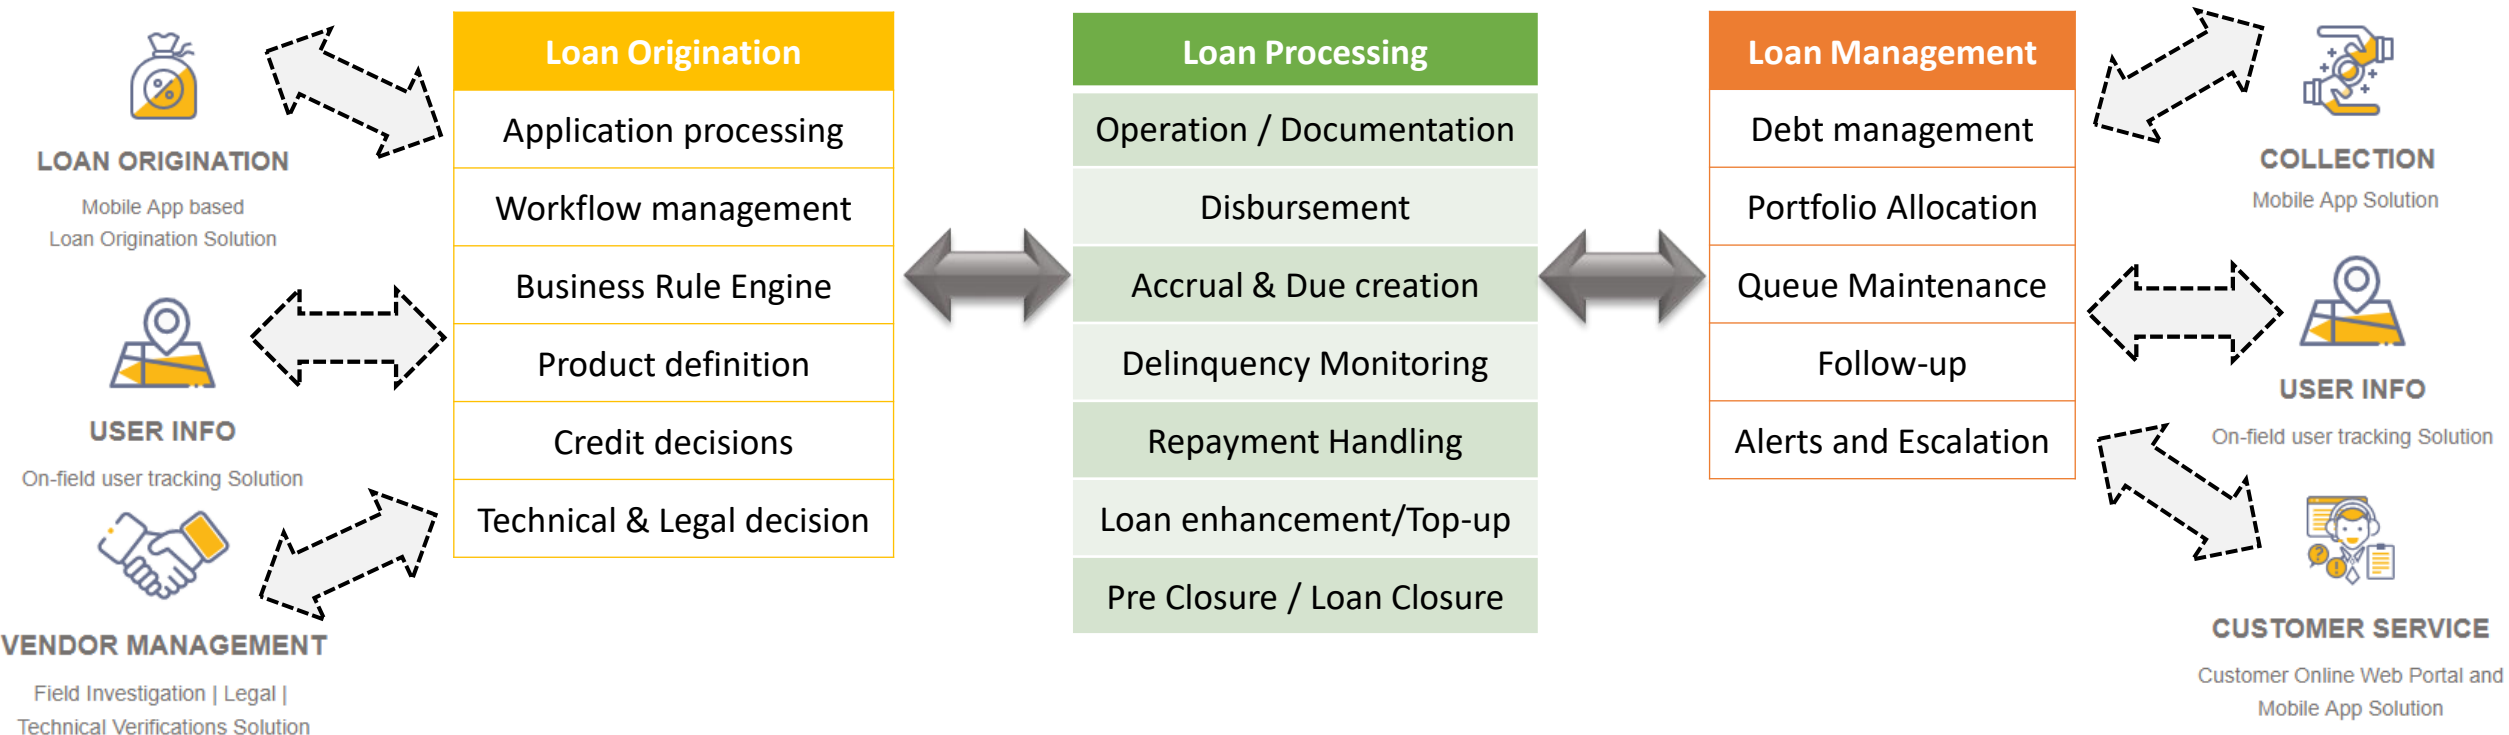 LOAN ORIGINATION
Mobile App based
Loan Origination Solution
USER INFO
On-field user tracking Solution
VENDOR MANAGEMENT
Field Investigation | Legal |
Technical Verifications Solution
Loan Origination
Application processing
Workflow management
Business Rule Engine
Product definition
Credit decisions
Technical & Legal decision
Loan Processing
Operation / Documentation
Disbursement
Accrual & Due creation
Delinquency Monitoring
Repayment Handling
Loan enhancement/Top-up
Pre Closure / Loan Closure
Loan Management
Debt management
Portfolio Allocation
Queue Maintenance
Follow-up
Alerts and Escalation
COLLECTION
Mobile App Solution
USER INFO
On-field user tracking Solution
CUSTOMER SERVICE
Customer Online Web Portal and
Mobile App Solution